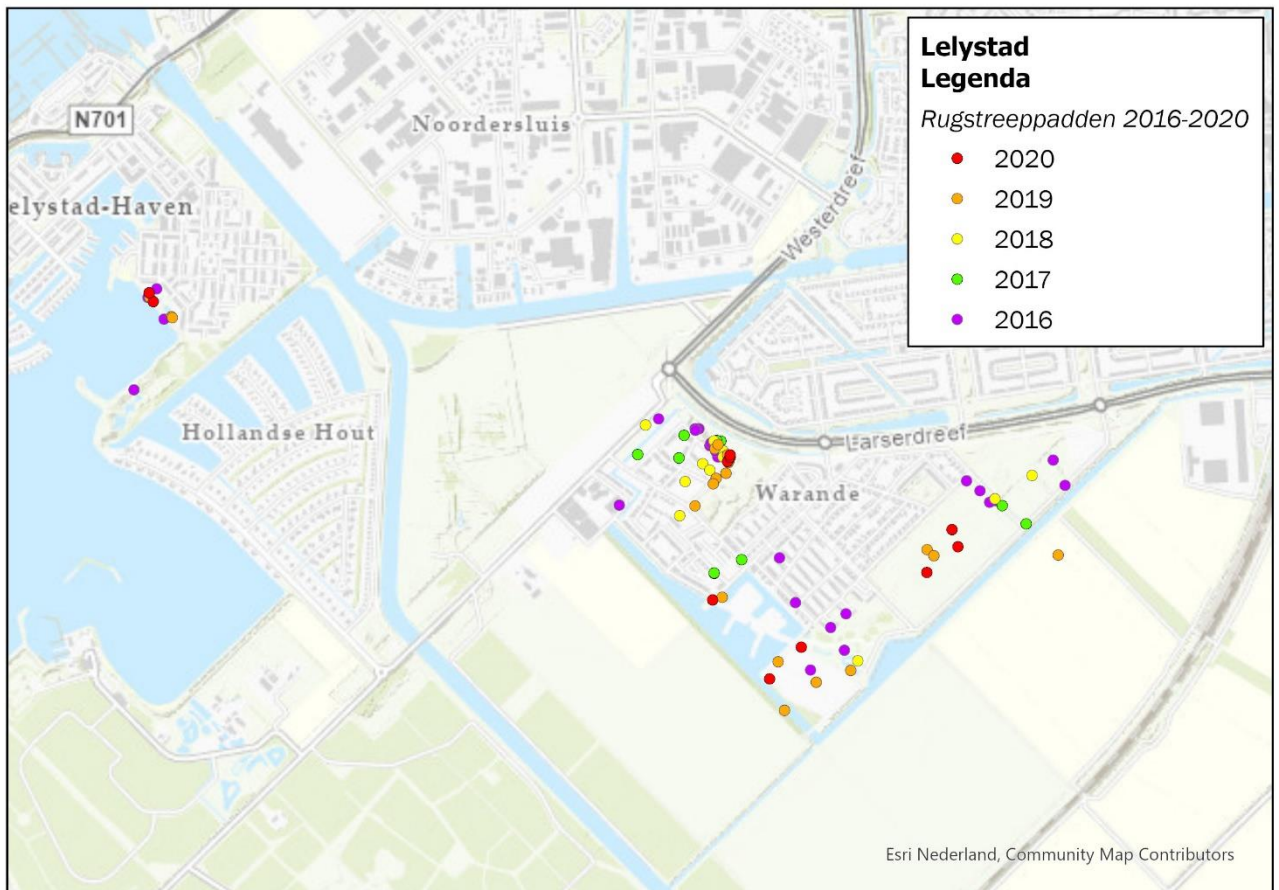 Lelystad
Legenda
Rugstreeppadden 2016-2020
2020
2019
2018
2017
2016
N701
Noordersluis
Westerdreef
elystad-Haven
Hollandse Hout
Larserdreef
Warande
Esri Nederland, Community Map Contributors